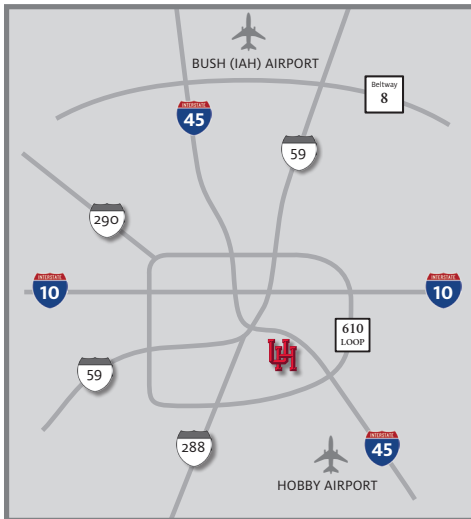 BUSH (IAH) AIRPORT
Beltway
8
INTERSTATE
45
59
290
INTERSTATE
10
INTERSTATE
10
610
LOOP
UH
59
288
INTERSTATE
45
HOBBY AIRPORT